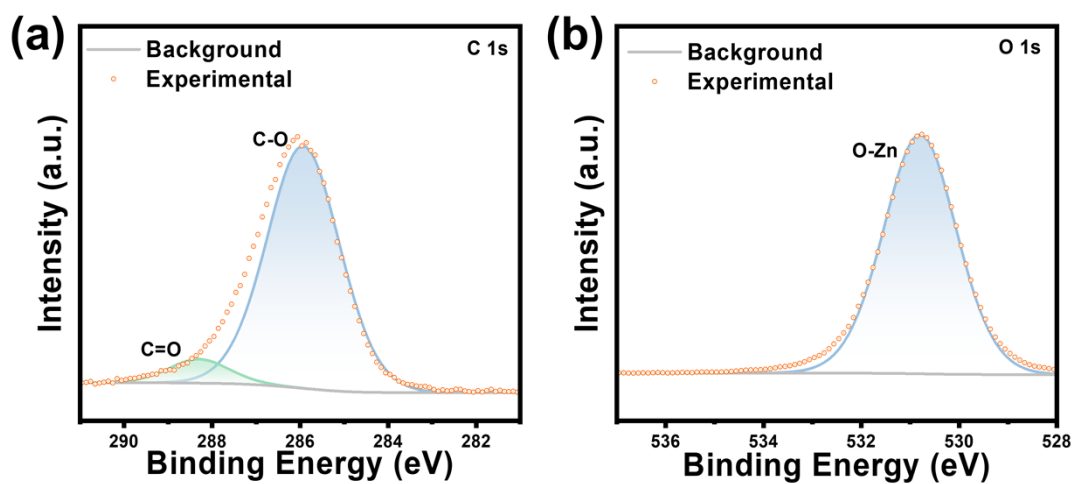 (a)
Background
Experimental
C 1s
C-O
C=O
Intensity (a.u.)
290 288 286 284 282
Binding Energy (eV)
(b)
Background
Experimental
O 1s
O-Zn
Intensity (a.u.)
536 534 532 530 528
Binding Energy (eV)